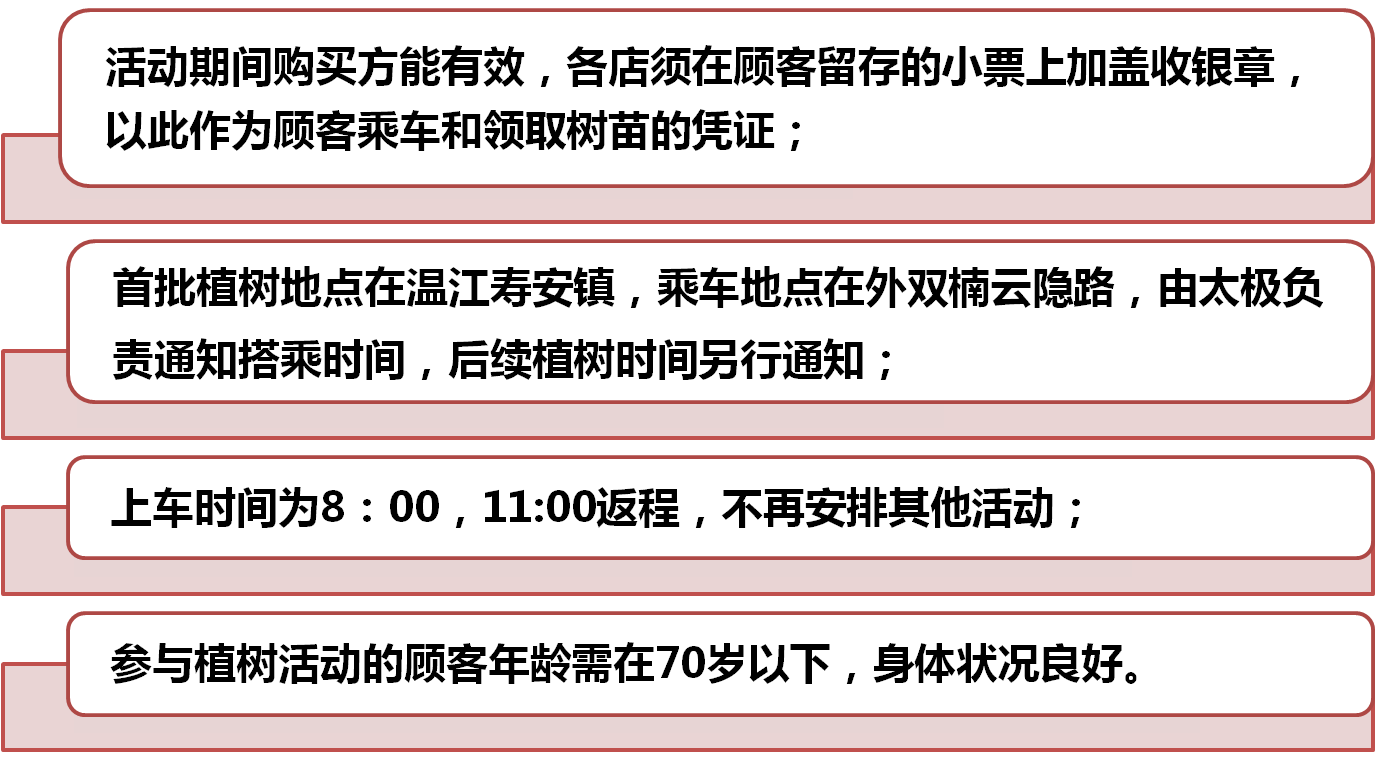 活动期间购买方能有效，各店须在顾客留存的小票上加盖收银章，
以此作为顾客乘车和领取树苗的凭证；
首批植树地点在温江寿安镇，乘车地点在外双楠云隐路，由太极负
责通知搭乘时间，后续植树时间另行通知；
上车时间为8：00，11:00返程，不再安排其他活动；
参与植树活动的顾客年龄需在70岁以下，身体状况良好。